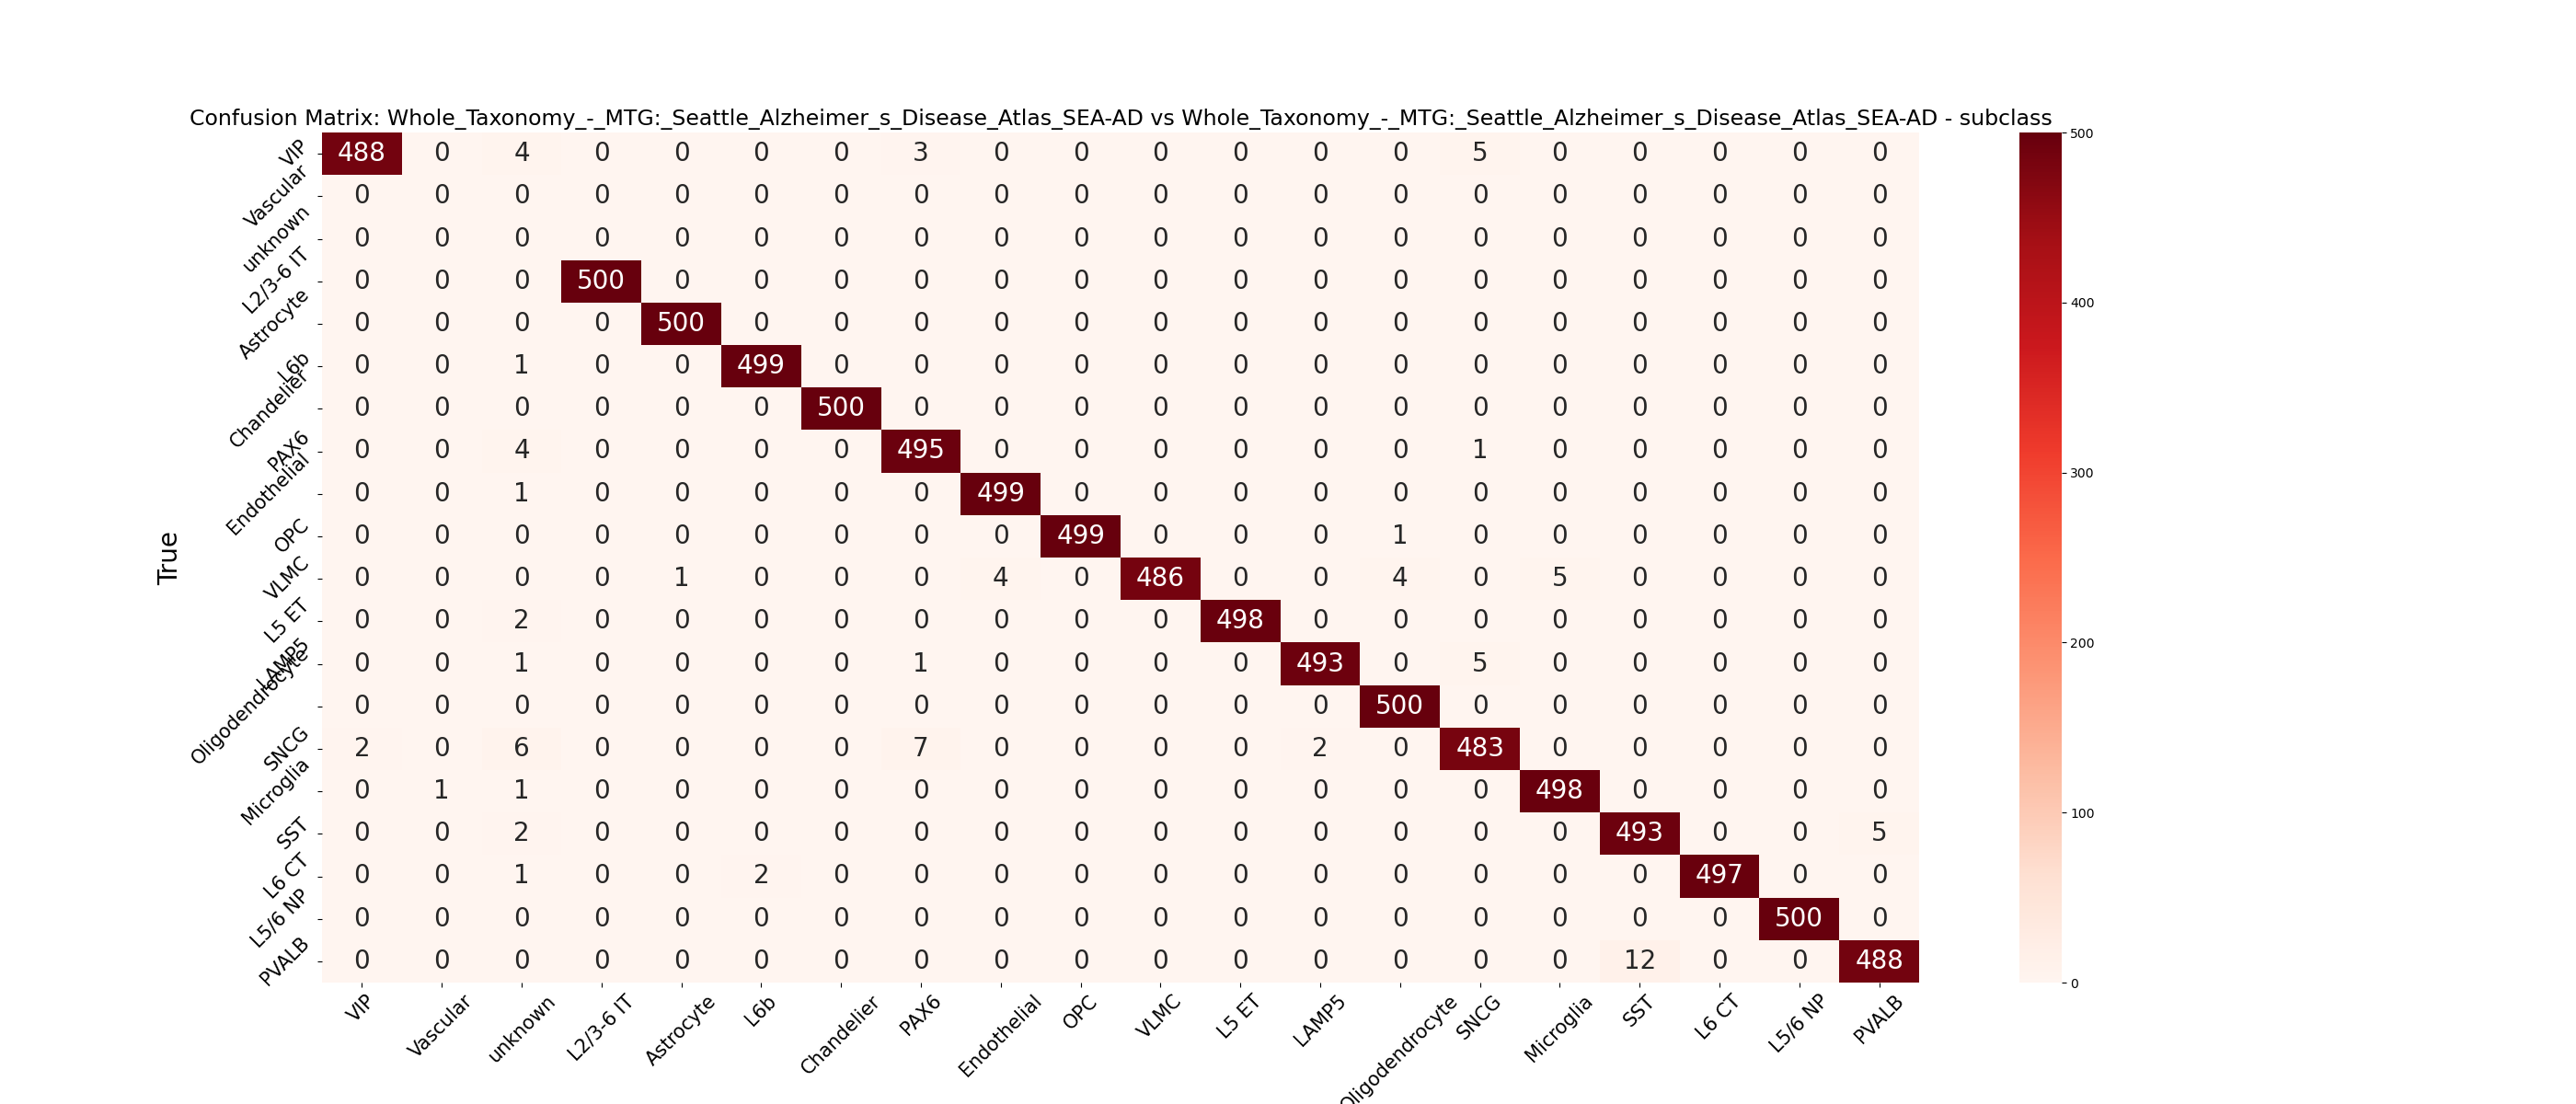 Confusion Matrix: Whole_Taxonomy_-_MTG:_Seattle_Alzheimer_s_Disease_Atlas_SEA-AD vs Whole_Taxonomy_-_MTG:_Seattle_Alzheimer_s_Disease_Atlas_SEA-AD - subclass
True
VIP 488 0 4 0 0 0 0 3 0 0 0 0 0 0 5 0 0 0 0 0
Vascular 0 0 0 0 0 0 0 0 0 0 0 0 0 0 0 0 0 0 0 0
unknown 0 0 0 0 0 0 0 0 0 0 0 0 0 0 0 0 0 0 0 0
L2/3-6 IT 0 0 0 500 0 0 0 0 0 0 0 0 0 0 0 0 0 0 0 0
Astrocyte 0 0 0 0 500 0 0 0 0 0 0 0 0 0 0 0 0 0 0 0
L6b 0 0 1 0 0 499 0 0 0 0 0 0 0 0 0 0 0 0 0 0
Chandelier 0 0 0 0 0 0 500 0 0 0 0 0 0 0 0 0 0 0 0 0
PAX6 0 0 4 0 0 0 0 495 0 0 0 0 0 0 1 0 0 0 0 0
Endothelial 0 0 1 0 0 0 0 0 499 0 0 0 0 0 0 0 0 0 0 0
OPC 0 0 0 0 0 0 0 0 0 499 0 0 0 1 0 0 0 0 0 0
VLMC 0 0 0 0 1 0 0 0 4 0 486 0 0 4 0 5 0 0 0 0
L5 ET 0 0 2 0 0 0 0 0 0 0 0 498 0 0 0 0 0 0 0 0
LAMP5 0 0 1 0 0 0 0 1 0 0 0 0 493 0 5 0 0 0 0 0
Oligodendrocyte 0 0 0 0 0 0 0 0 0 0 0 0 0 500 0 0 0 0 0 0
SNCG 2 0 6 0 0 0 0 7 0 0 0 0 2 0 483 0 0 0 0 0
Microglia 0 1 1 0 0 0 0 0 0 0 0 0 0 0 0 498 0 0 0 0
SST 0 0 2 0 0 0 0 0 0 0 0 0 0 0 0 0 493 0 0 5
L6 CT 0 0 1 0 0 2 0 0 0 0 0 0 0 0 0 0 0 497 0 0
L5/6 NP 0 0 0 0 0 0 0 0 0 0 0 0 0 0 0 0 0 0 500 0
PVALB 0 0 0 0 0 0 0 0 0 0 0 0 0 0 0 0 12 0 0 488
VIP Vascular unknown L2/3-6 IT Astrocyte L6b Chandelier PAX6 Endothelial OPC VLMC L5 ET LAMP5 Oligodendrocyte SNCG Microglia SST L6 CT L5/6 NP PVALB
500
400
300
200
100
0